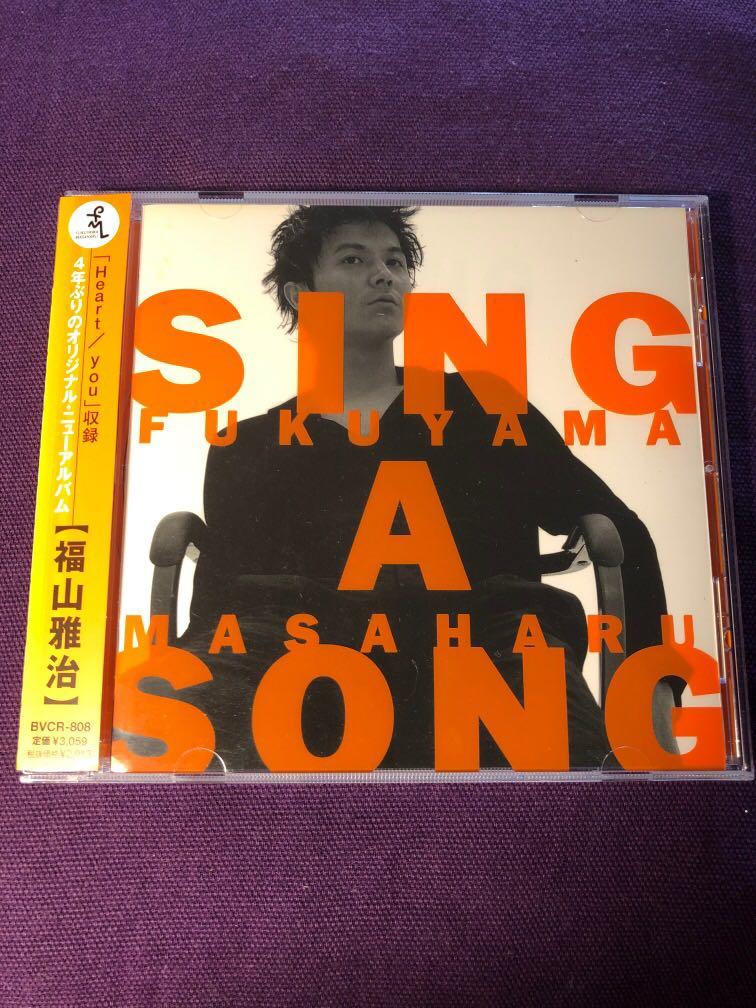 「Heart/you」収録
4年ぶりのオリジナル・ニューアルバム
【福山雅治】
BVCR-808
定価¥3,059
SING
FUKUYAMA
A
MASAHARU
SONG